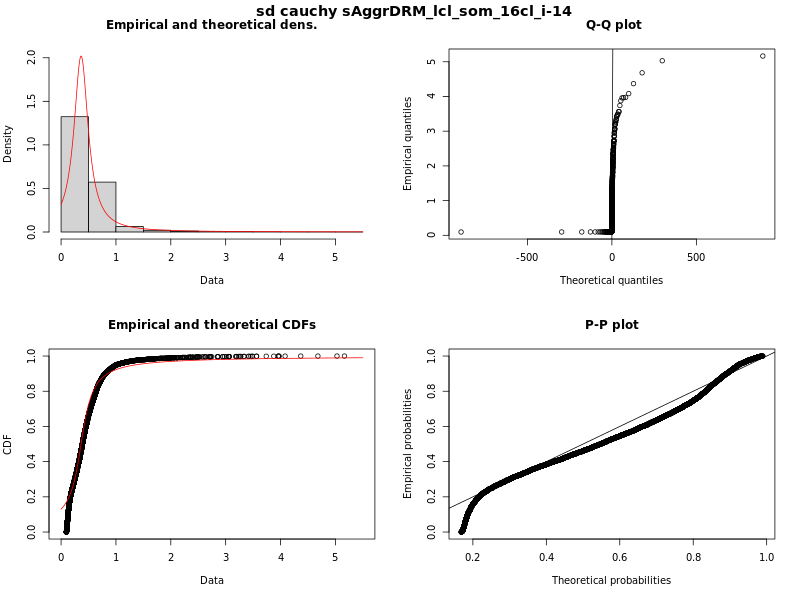 sd cauchy sAggrDRM_lcl_som_16cl_i-14
Empirical and theoretical dens.
Density
0.0 0.5 1.0 1.5 2.0
0 1 2 3 4 5
Data
Q-Q plot
Empirical quantiles
0 1 2 3 4 5
-500 0 500
Theoretical quantiles
Empirical and theoretical CDFs
CDF
0.0 0.2 0.4 0.6 0.8 1.0
0 1 2 3 4 5
Data
P-P plot
Empirical probabilities
0.0 0.2 0.4 0.6 0.8 1.0
0.2 0.4 0.6 0.8 1.0
Theoretical probabilities